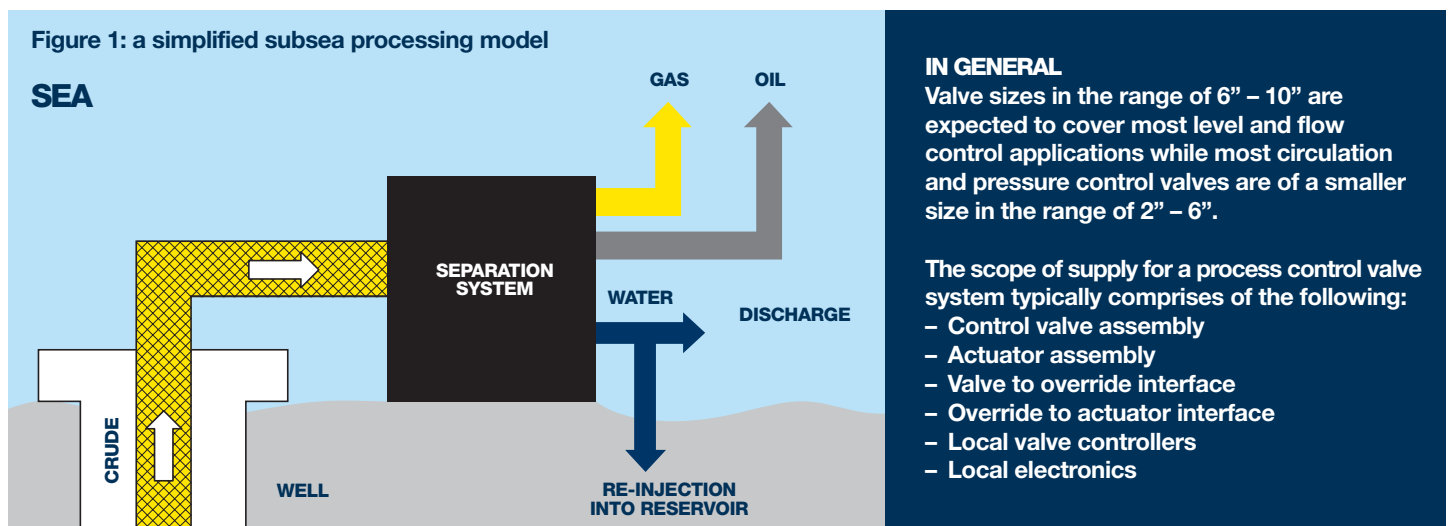 Figure 1: a simplified subsea processing model
SEA
GAS
OIL
SEPARATION
SYSTEM
WATER
DISCHARGE
CRUDE
WELL
RE-INJECTION
INTO RESERVOIR
IN GENERAL
Valve sizes in the range of 6” – 10” are
expected to cover most level and flow
control applications while most circulation
and pressure control valves are of a smaller
size in the range of 2” – 6”.
The scope of supply for a process control valve
system typically comprises of the following:
– Control valve assembly
– Actuator assembly
– Valve to override interface
– Override to actuator interface
– Local valve controllers
– Local electronics